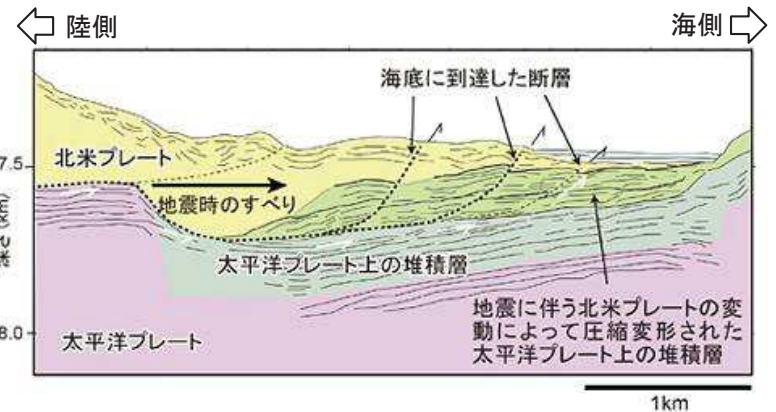 陸側
海側
海底に到達した断層
北米プレート
7.5
地震時のすべり
太平洋プレート上の堆積層
地震に伴う北米プレートの変
動によって圧縮変形された
太平洋プレート上の堆積層
8.0
太平洋プレート
1km